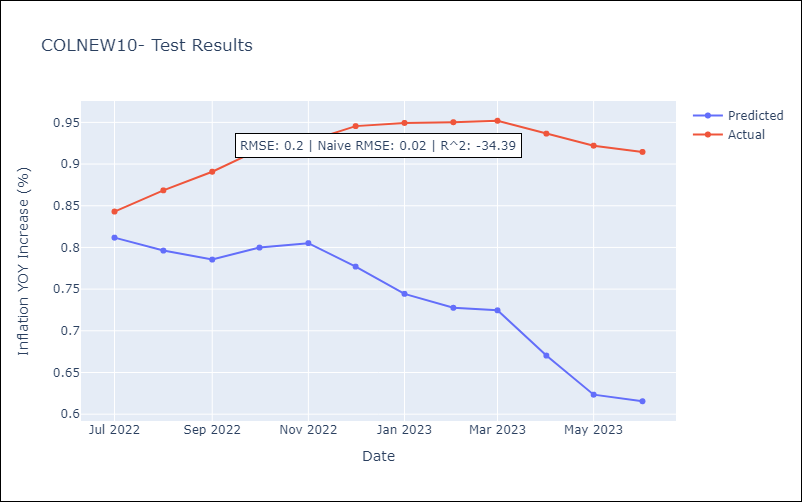 COLNEW10- Test Results
Predicted
Actual
RMSE: 0.2 | Naive RMSE: 0.02 | R^2: -34.39
Inflation YOY Increase (%)
0.95
0.9
0.85
0.8
0.75
0.7
0.65
0.6
Jul 2022 Sep 2022 Nov 2022 Jan 2023 Mar 2023 May 2023
Date